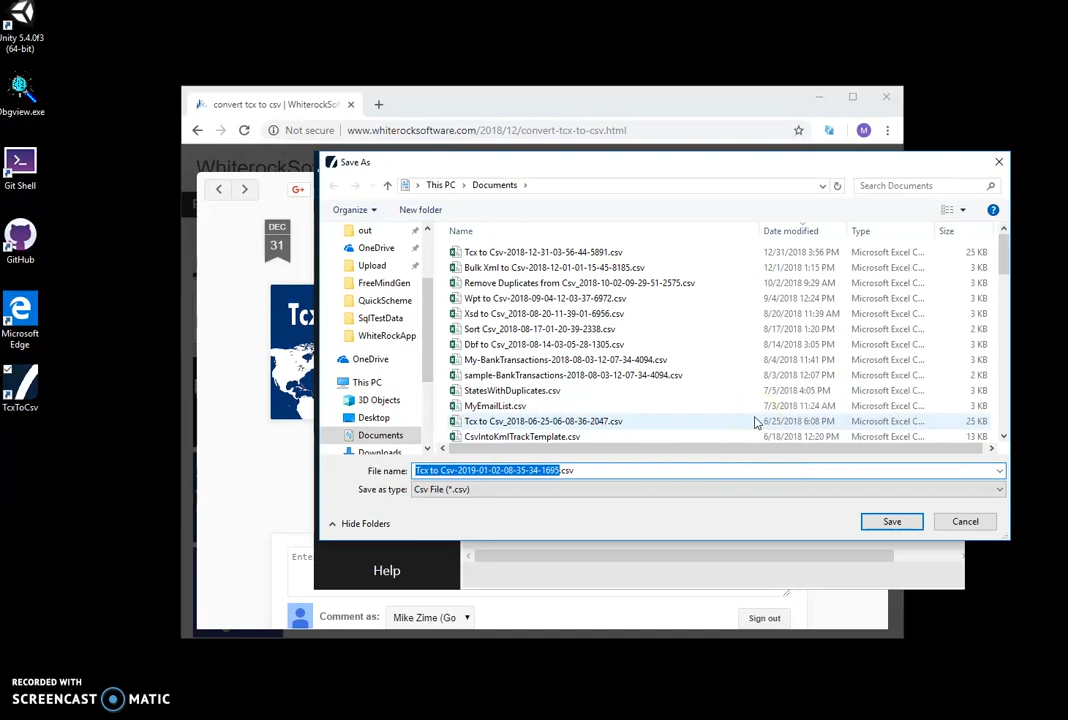 Unity 5.4.0f3
(64-bit)
Dbgview.exe
Git Shell
GitHub
Microsoft
Edge
TcxToCsv
convert tcx to csv | WhiterockSof
Not secure
www.whiterocksoftware.com/2018/12/convert-tcx-to-csv.html
M
WhiterockSo
G+
DEC
31
Tcx
Save As
This PC > Documents >
Search Documents
Organize
New folder
out
OneDrive
Upload
FreeMindGen
QuickScheme
SqlTestData
WhiteRockApp
OneDrive
This PC
3D Objects
Desktop
Documents
Downloads
Name Date modified Type Size
Tcx to Csv-2018-12-31-03-56-44-5891.csv 12/31/2018 3:56 PM Microsoft Excel C... 25 KB
Bulk Xml to Csv-2018-12-01-01-15-45-8185.csv 12/1/2018 1:15 PM Microsoft Excel C... 3 KB
Remove Duplicates from Csv_2018-10-02-09-29-51-2575.csv 10/2/2018 9:29 AM Microsoft Excel C... 3 KB
Wpt to Csv_2018-09-04-12-03-37-6972.csv 9/4/2018 12:24 PM Microsoft Excel C... 3 KB
Xsd to Csv_2018-08-20-11-39-01-6956.csv 8/20/2018 11:39 AM Microsoft Excel C... 3 KB
Sort Csv_2018-08-17-01-20-39-2338.csv 8/17/2018 1:20 PM Microsoft Excel C... 3 KB
Dbf to Csv_2018-08-14-03-05-28-1305.csv 8/14/2018 3:05 PM Microsoft Excel C... 3 KB
My-BankTransactions-2018-08-03-12-07-34-4094.csv 8/4/2018 11:41 PM Microsoft Excel C... 3 KB
sample-BankTransactions-2018-08-03-12-07-34-4094.csv 8/3/2018 12:07 PM Microsoft Excel C... 2 KB
StatesWithDuplicates.csv 7/5/2018 4:05 PM Microsoft Excel C... 3 KB
MyEmailList.csv 7/3/2018 11:24 AM Microsoft Excel C... 3 KB
Tcx to Csv_2018-06-25-06-08-36-2047.csv 6/25/2018 6:08 PM Microsoft Excel C... 25 KB
CsvIntoKmlTrackTemplate.csv 6/18/2018 12:20 PM Microsoft Excel C... 13 KB
File name: Tcx to Csv-2019-01-02-08-35-34-1695.csv
Save as type: Csv File (*.csv)
Hide Folders
Save
Cancel
Help
Ente
Comment as:
Mike Zime (Go
Sign out
RECORDED WITH
SCREENCAST MATIC